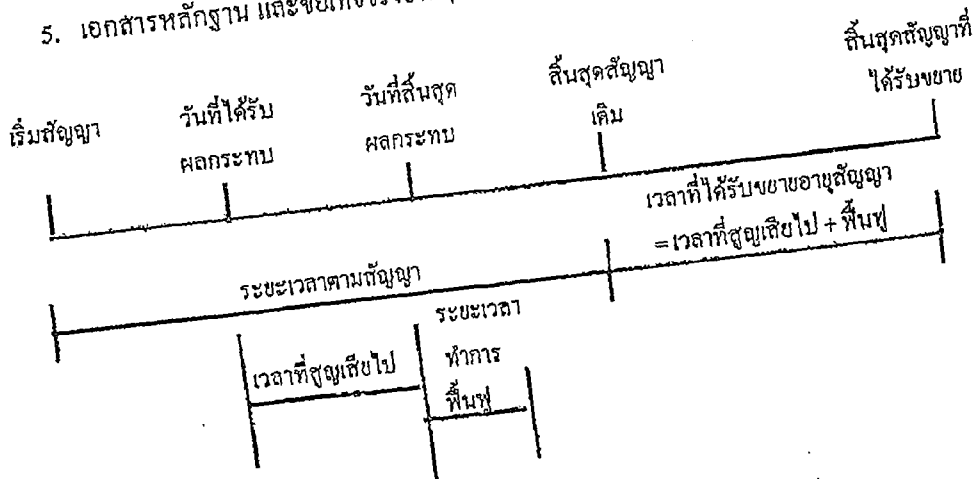 5. เอกสารหลักฐาน และข้อเท็จจริง
เริ่มสัญญา
วันที่ได้รับ
ผลกระทบ
วันที่สิ้นสุด
ผลกระทบ
สิ้นสุดสัญญา
เดิม
สิ้นสุดสัญญาที่
ได้รับขยาย
เวลาที่ได้รับขยายอายุสัญญา
=เวลาที่สูญเสียไป + ฟื้นฟู
ระยะเวลาตามสัญญา
เวลาที่สูญเสียไป
ระยะเวลา
ทำการ
ฟื้นฟู